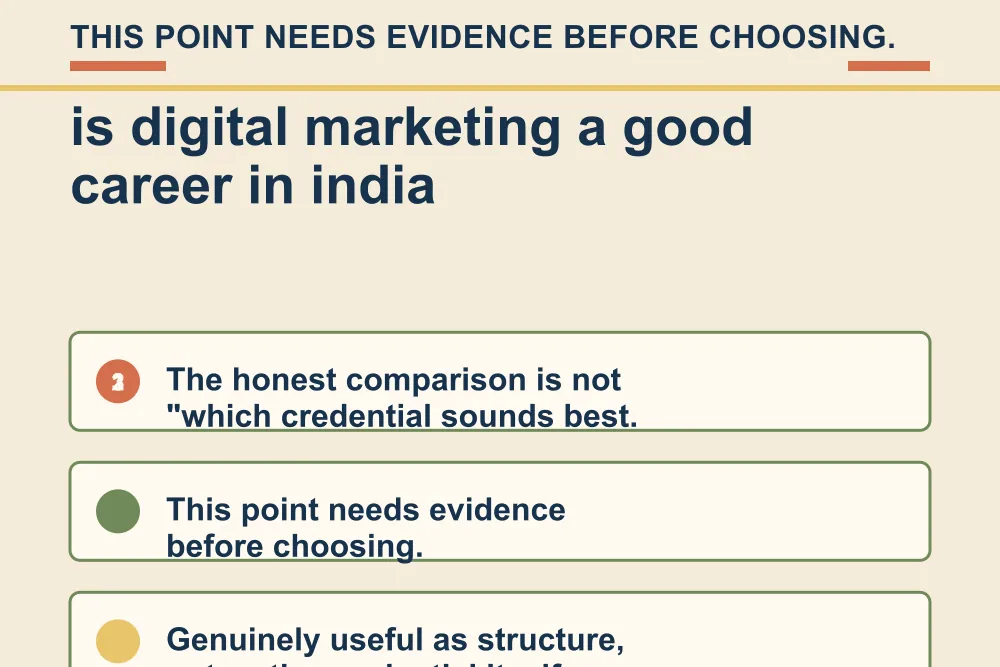 THIS POINT NEEDS EVIDENCE BEFORE CHOOSING.
is digital marketing a good
career in india
The honest comparison is not
"which credential sounds best.
This point needs evidence
before choosing.
Genuinely useful as structure,